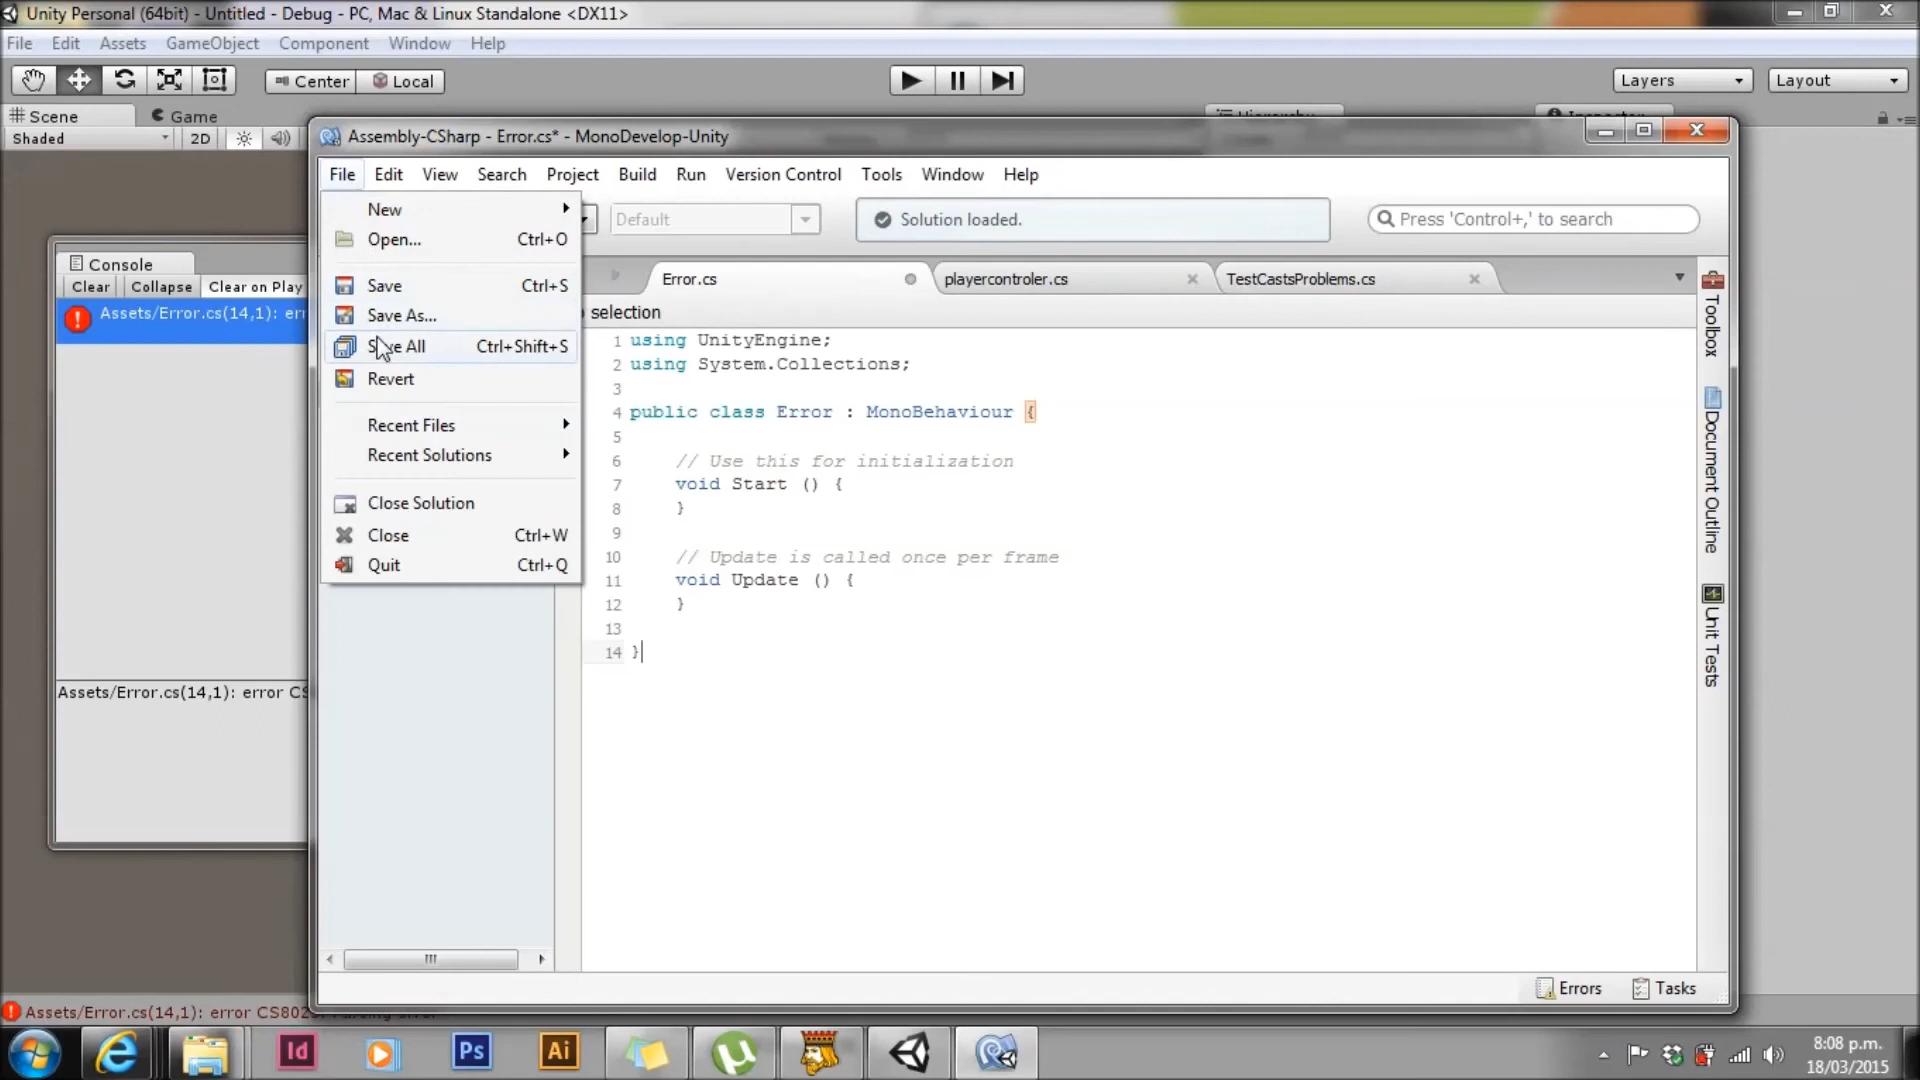 Unity Personal (64bit) - Untitled - Debug - PC, Mac & Linux Standalone <DX11>
File Edit Assets GameObject Component Window Help
Center Local Layers Layout
Scene Game
Shaded 2D
Assembly-CSharp - Error.cs* - MonoDevelop-Unity
File Edit View Search Project Build Run Version Control Tools Window Help
Default Solution loaded. Press 'Control+,' to search
New
Open... Ctrl+O
Save Ctrl+S
Save As...
Save All Ctrl+Shift+S
Revert
Recent Files
Recent Solutions
Close Solution
Close Ctrl+W
Quit Ctrl+Q
Console
Clear Collapse Clear on Play
Assets/Error.cs(14,1):
Assets/Error.cs(14,1): error
Error.cs playercontroler.cs TestCastsProblems.cs
selection
1 using UnityEngine;
2 using System.Collections;
3
4 public class Error : MonoBehaviour {
5
6 // Use this for initialization
7 void Start () {
8 }
9
10 // Update is called once per frame
11 void Update () {
12 }
13
14 }
Toolbox
Document Outline
Unit Tests
Errors Tasks
Assets/Error.cs(14,1): error
Id Ps Ai
8:08 p.m.
18/03/2015